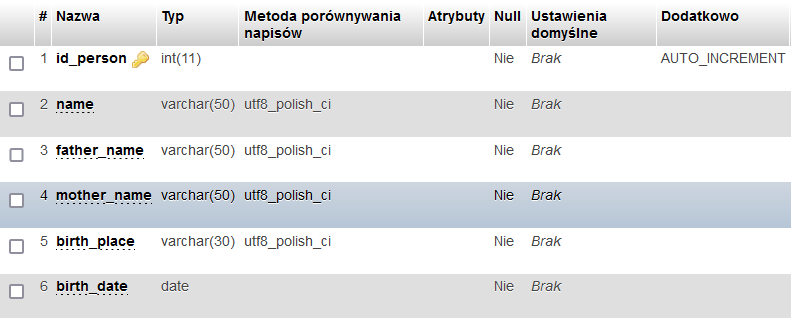 # Nazwa Typ Metoda porównywania napisów Atrybuty Null Ustawienia domyślne Dodatkowo
1 id_person int(11) Nie Brak AUTO_INCREMENT
2 name varchar(50) utf8_polish_ci Nie Brak
3 father_name varchar(50) utf8_polish_ci Nie Brak
4 mother_name varchar(50) utf8_polish_ci Nie Brak
5 birth_place varchar(30) utf8_polish_ci Nie Brak
6 birth_date date Nie Brak